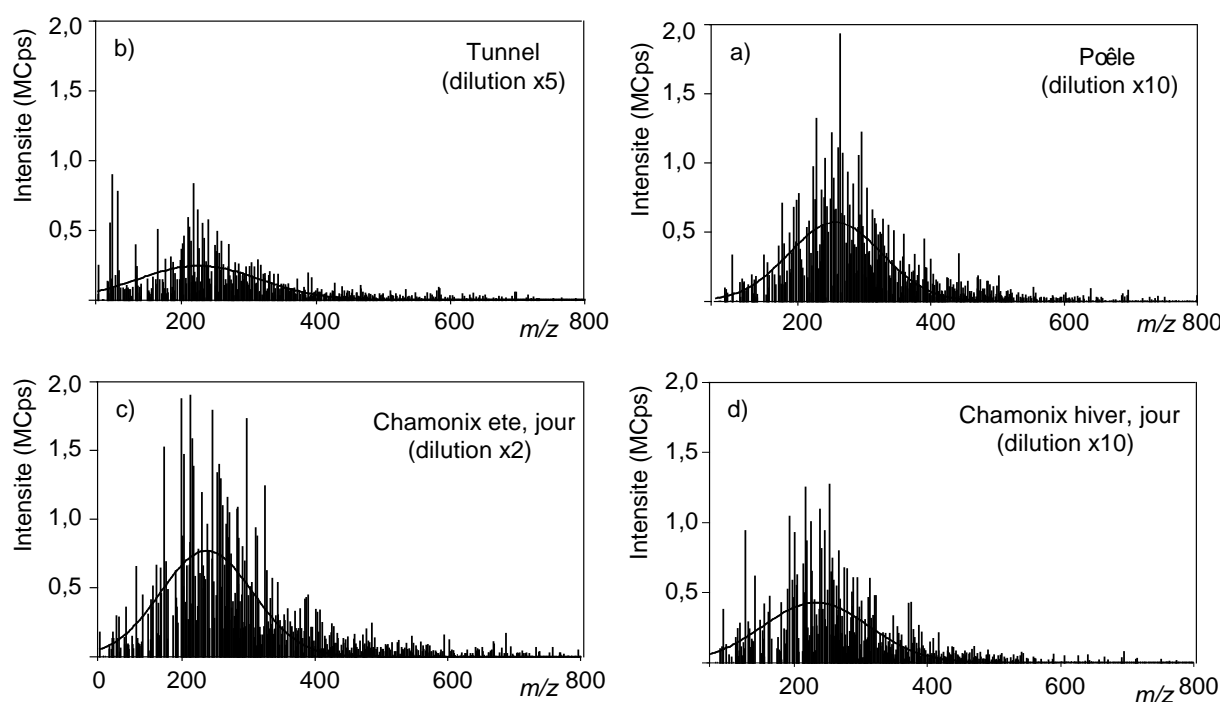 b)
Tunnel
(dilution x5)
Intensite (MCps)
2,0
1,5
1,0
0,5
200
400
600
800
m/z
a)
Poêle
(dilution x10)
Intensite (MCps)
2,0
1,5
1,0
0,5
200
400
600
800
m/z
c)
Chamonix ete, jour
(dilution x2)
Intensite (MCps)
2,0
1,5
1,0
0,5
0
200
400
600
800
m/z
d)
Chamonix hiver, jour
(dilution x10)
Intensite (MCps)
2,0
1,5
1,0
0,5
200
400
600
800
m/z